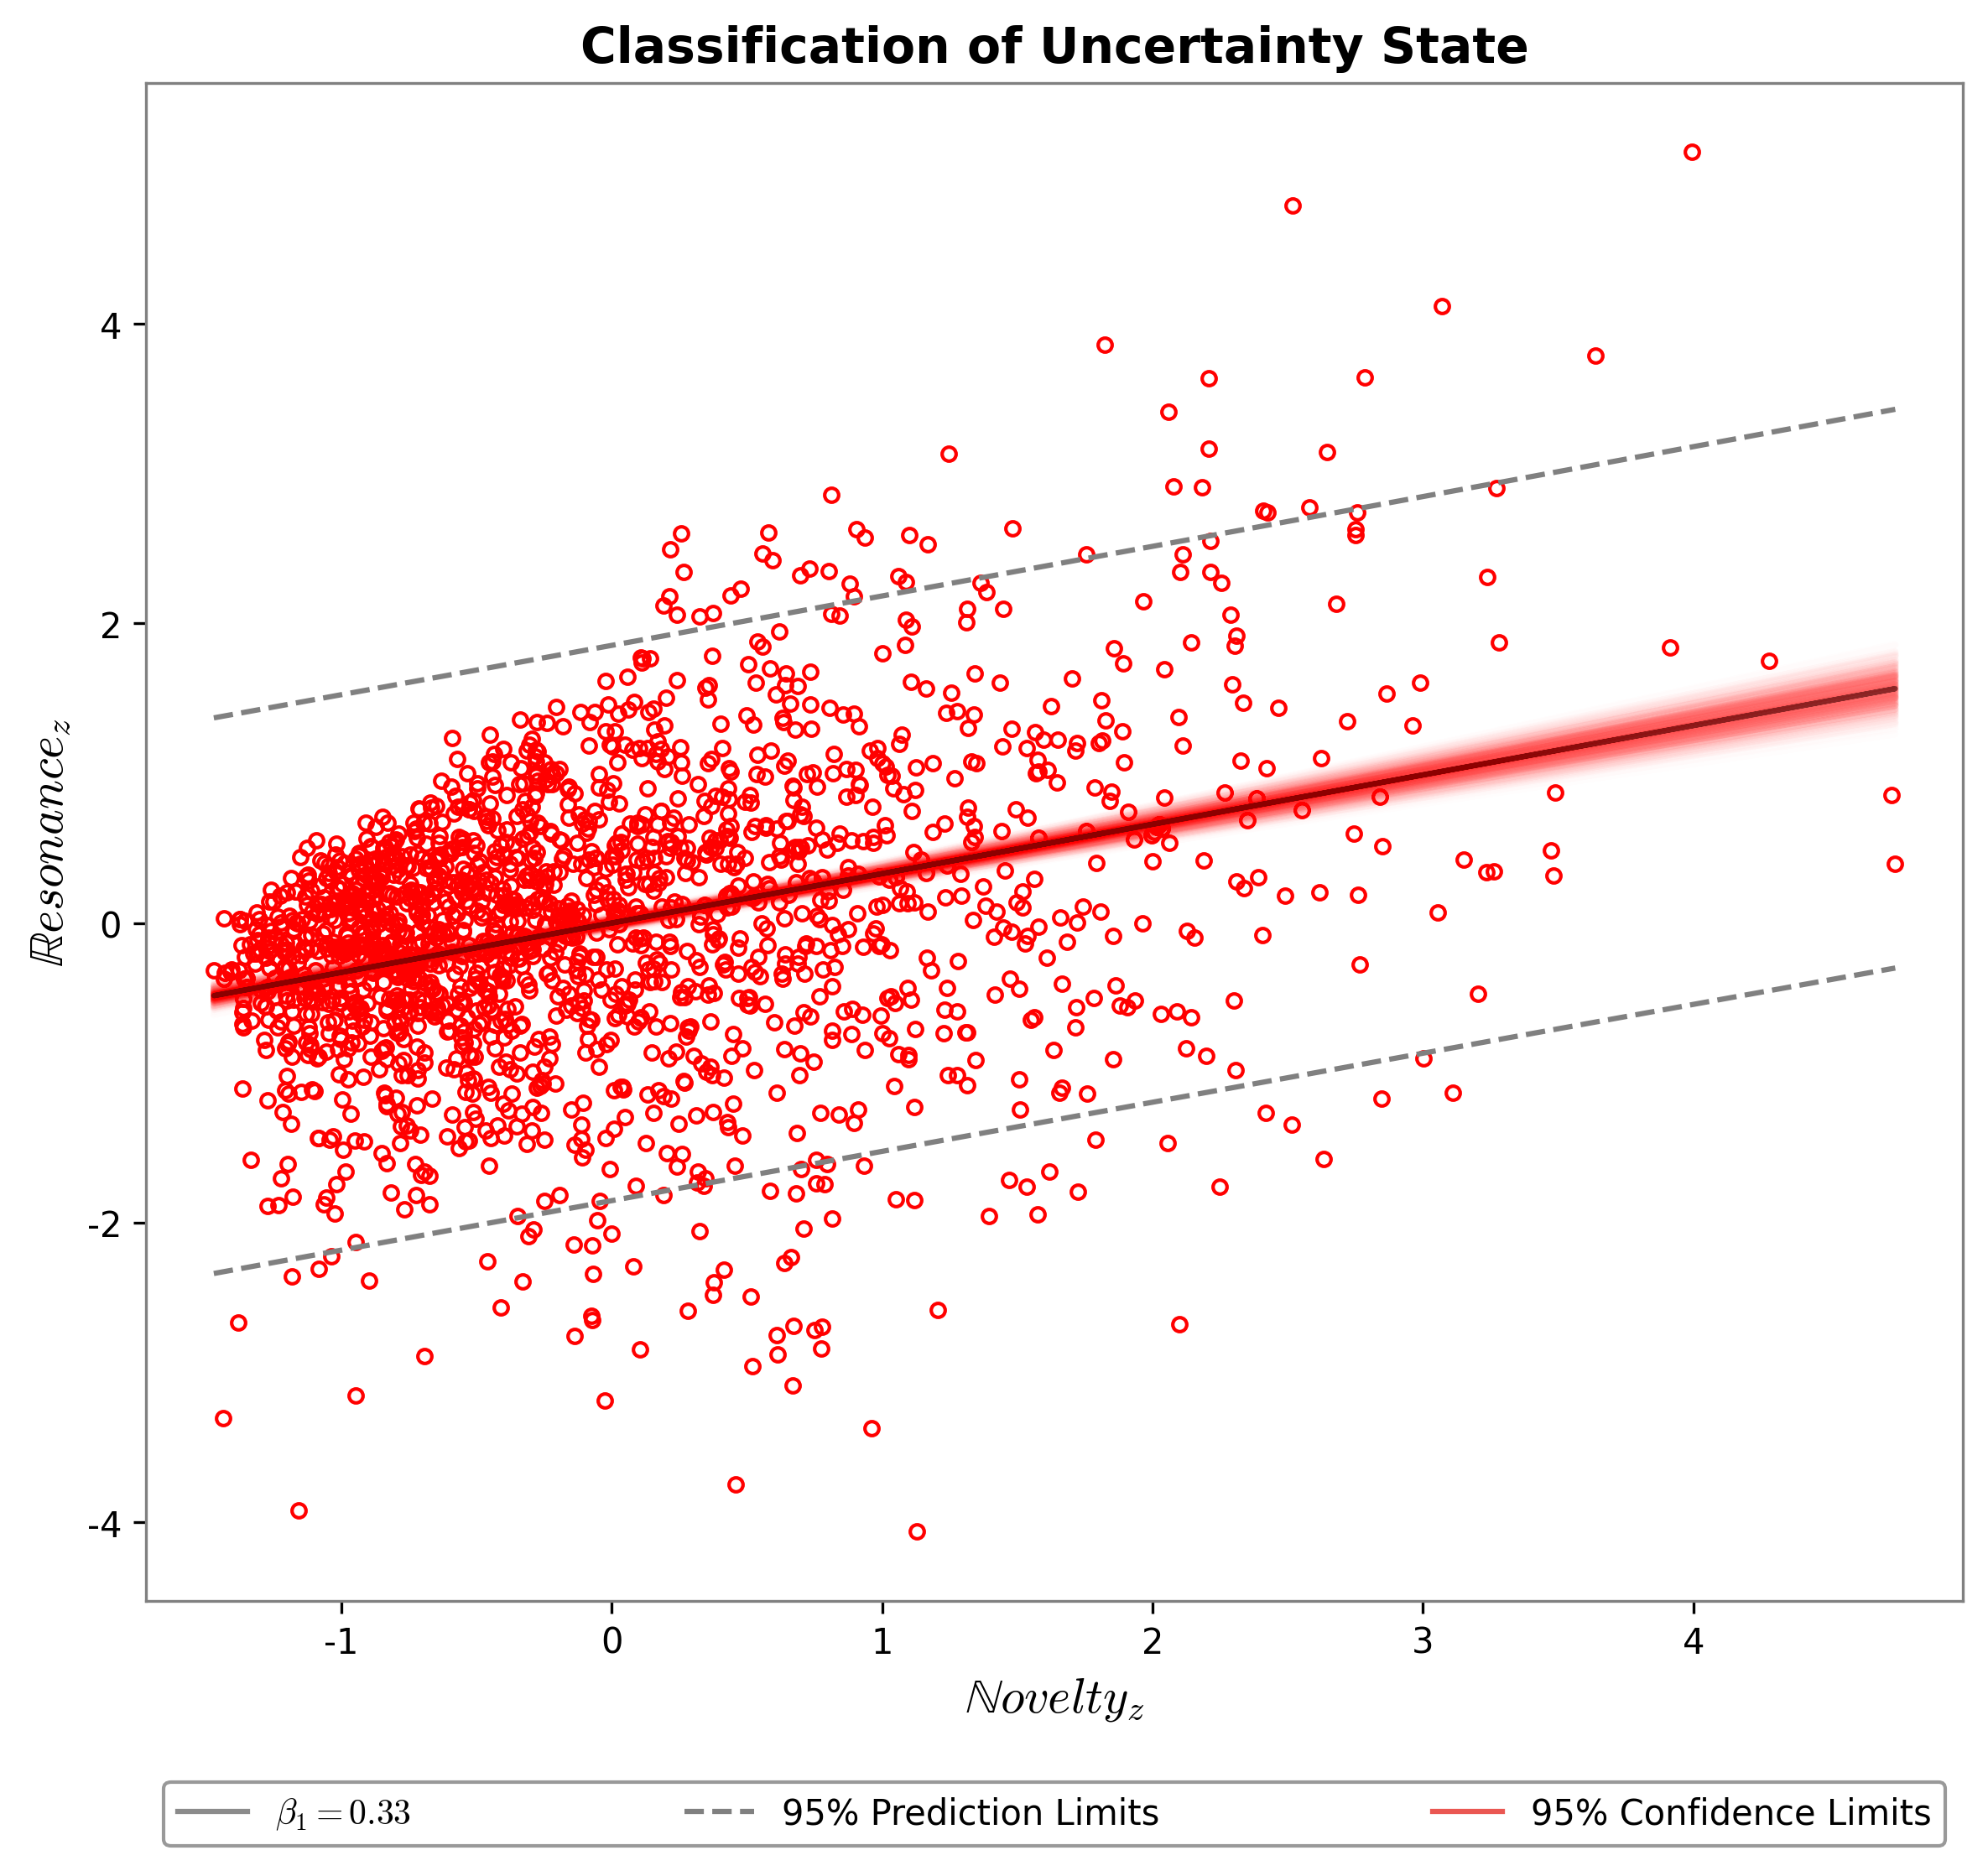 Classification of Uncertainty State
ℝesonance_z
4
2
0
-2
-4
-1 0 1 2 3 4
ℕovelty_z
β₁ = 0.33 95% Prediction Limits 95% Confidence Limits